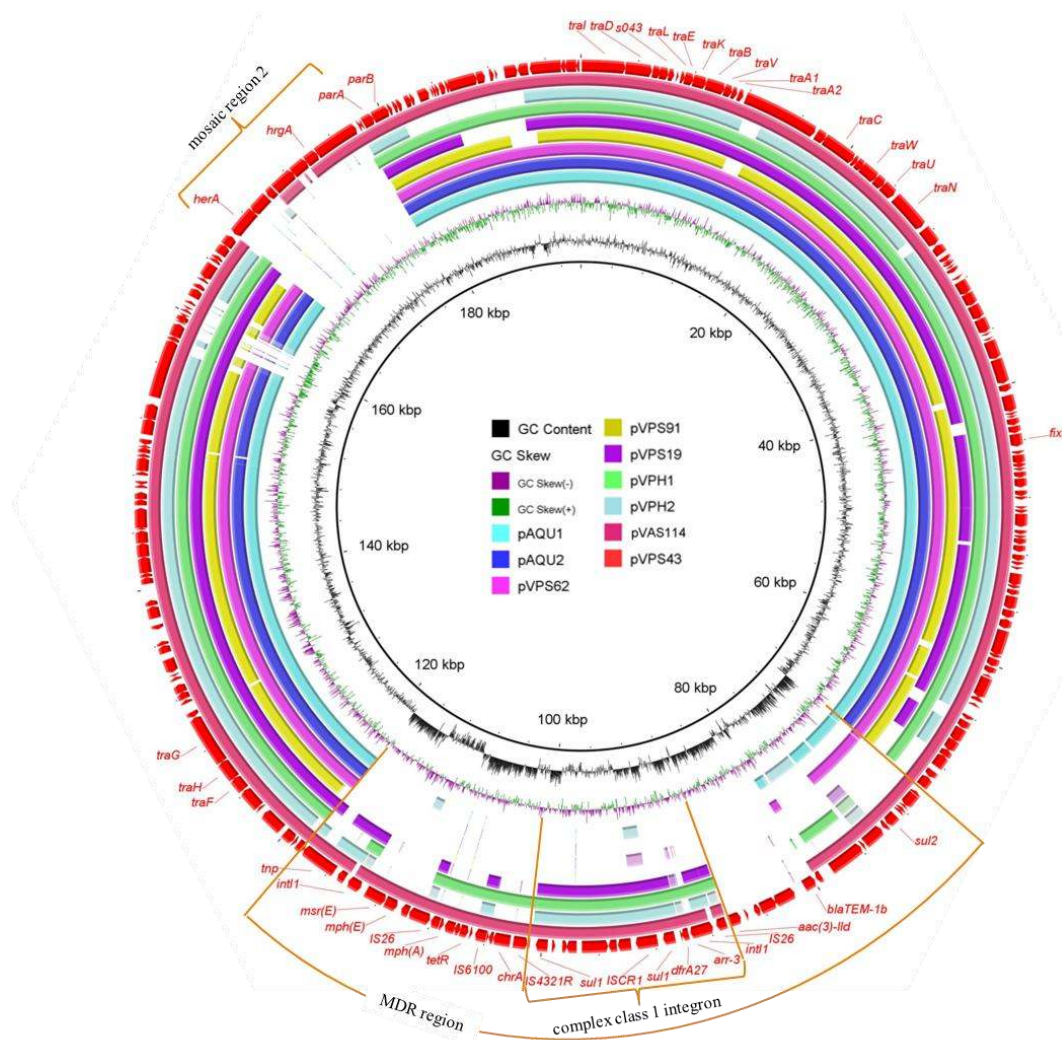 traI traD s043 traL traE traK traB traV traA1 traA2
traC
traW
traU
traN
fix
sul2
blaTEM-1b
aac(3)-IId
IS26
intI1
arr-3
dfrA27
sul1
ISCR1
sul1
IS4321R
chrA
IS6100
tetR
mph(A)
IS26
mph(E)
msr(E)
intI1
tnp
traF
traH
traG
herA
hrgA
parA
parB
mosaic region 2
MDR region
complex class 1 integron
20 kbp
40 kbp
60 kbp
80 kbp
100 kbp
120 kbp
140 kbp
160 kbp
180 kbp
GC Content
GC Skew
GC Skew(-)
GC Skew(+)
pAQU1
pAQU2
pVPS62
pVPS91
pVPS19
pVPH1
pVPH2
pVAS114
pVPS43